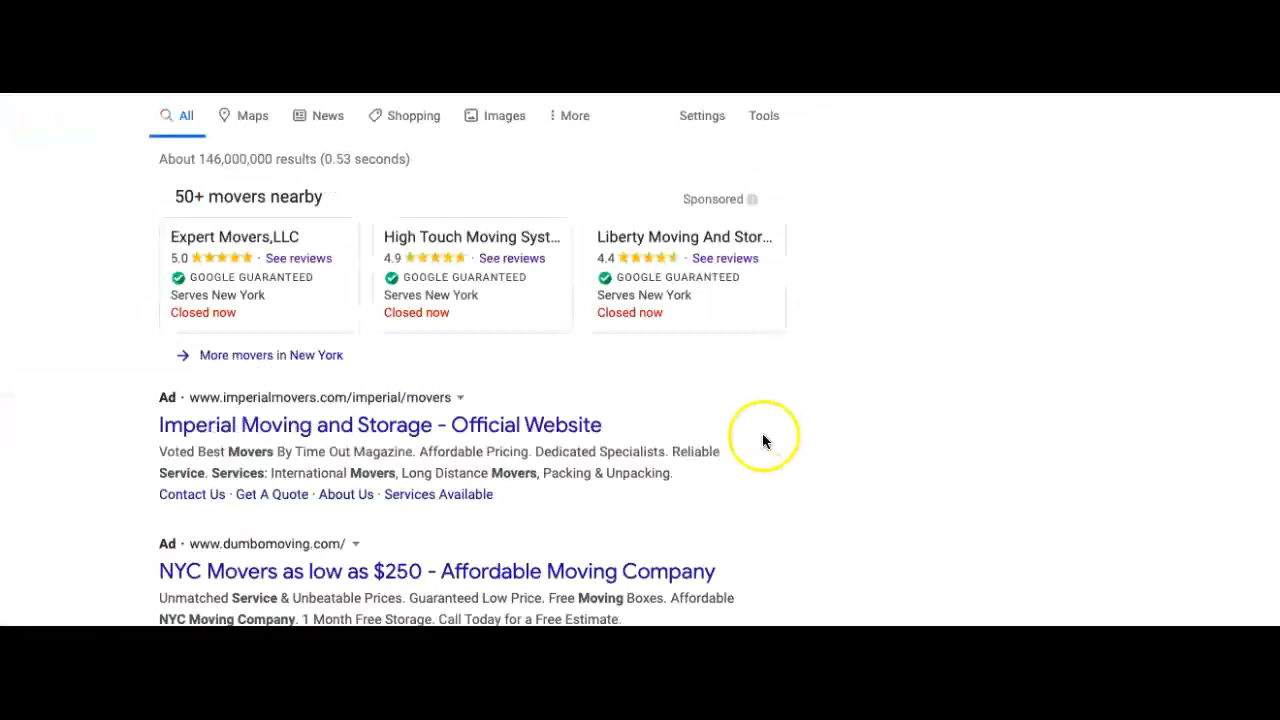 All Maps News Shopping Images More Settings Tools
About 146,000,000 results (0.53 seconds)
50+ movers nearby Sponsored
Expert Movers,LLC
5.0 · See reviews
GOOGLE GUARANTEED
Serves New York
Closed now
High Touch Moving Syst...
4.9 · See reviews
GOOGLE GUARANTEED
Serves New York
Closed now
Liberty Moving And Stor...
4.4 · See reviews
GOOGLE GUARANTEED
Serves New York
Closed now
→ More movers in New York
Ad · www.imperialmovers.com/imperial/movers
Imperial Moving and Storage - Official Website
Voted Best Movers By Time Out Magazine. Affordable Pricing. Dedicated Specialists. Reliable
Service. Services: International Movers, Long Distance Movers, Packing & Unpacking.
Contact Us · Get A Quote · About Us · Services Available
Ad · www.dumbomoving.com/
NYC Movers as low as $250 - Affordable Moving Company
Unmatched Service & Unbeatable Prices. Guaranteed Low Price. Free Moving Boxes. Affordable
NYC Moving Company. 1 Month Free Storage. Call Today for a Free Estimate.